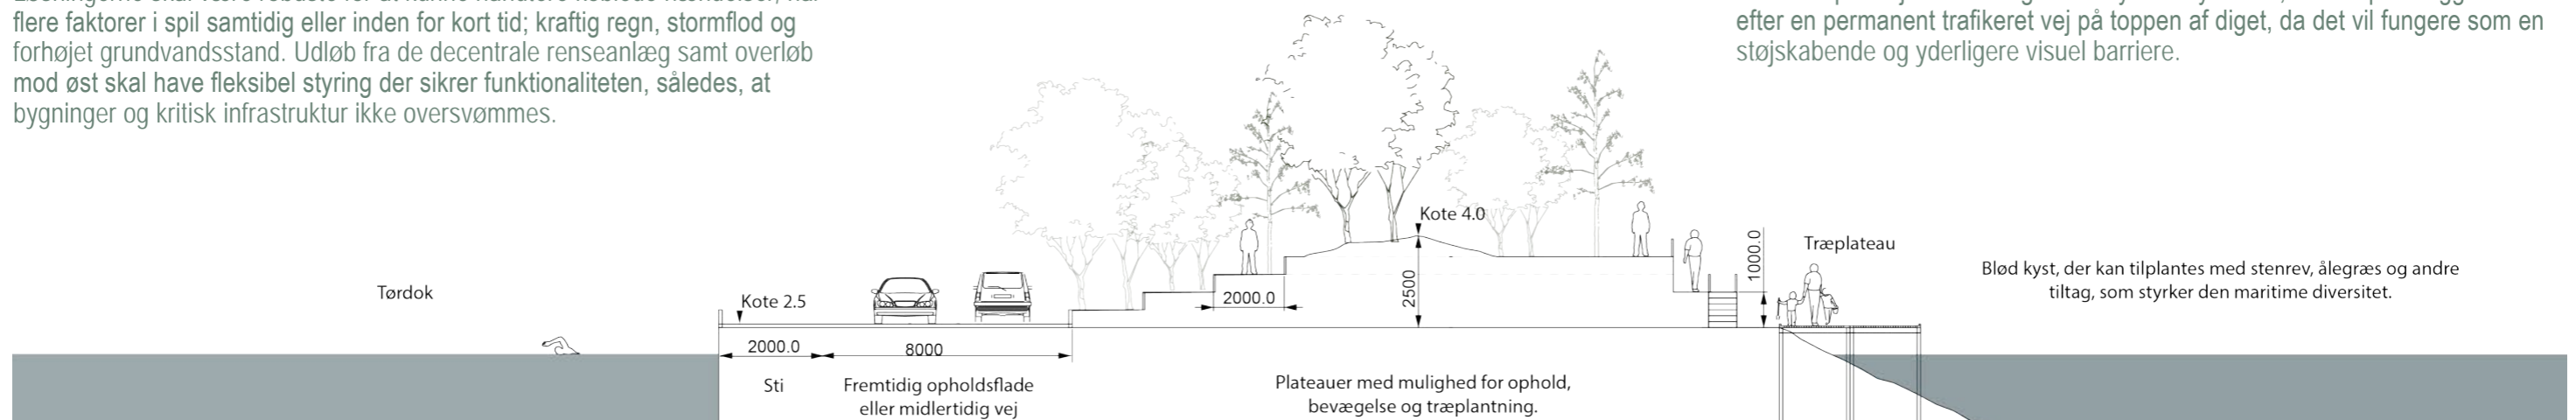 flere faktorer i spil samtidig eller inden for kort tid; kraftig regn, stormflod og
forhøjet grundvandsstand. Udløb fra de decentrale renseanlæg samt overløb
mod øst skal have fleksibel styring der sikrer funktionaliteten, således, at
bygninger og kritisk infrastruktur ikke oversvømmes.
efter en permanent trafikeret vej på toppen af diget, da det vil fungere som en
støjskabende og yderligere visuel barriere.
Kote 4.0
Træplateau
1000.0
Blød kyst, der kan tilplantes med stenrev, ålegræs og andre
tiltag, som styrker den maritime diversitet.
Tørdok
Kote 2.5
2000.0
2500
2000.0
8000
Sti
Fremtidig opholdsflade
eller midlertidig vej
Plateauer med mulighed for ophold,
bevægelse og træplantning.